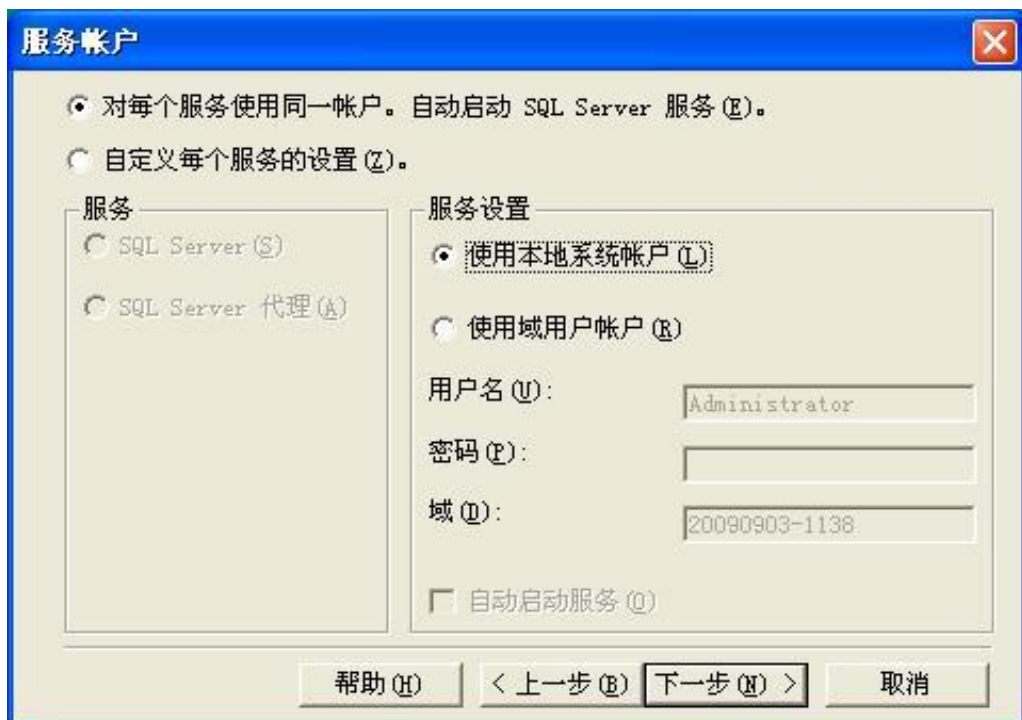 服务帐户
对每个服务使用同一帐户。自动启动 SQL Server 服务(E)。
自定义每个服务的设置(Z)。
服务
SQL Server(S)
SQL Server 代理(A)
服务设置
使用本地系统帐户(L)
使用域用户帐户(R)
用户名(U):
Administrator
密码(P):
域(D):
20090903-1138
自动启动服务(O)
帮助(H)
< 上一步(B)
下一步(N) >
取消